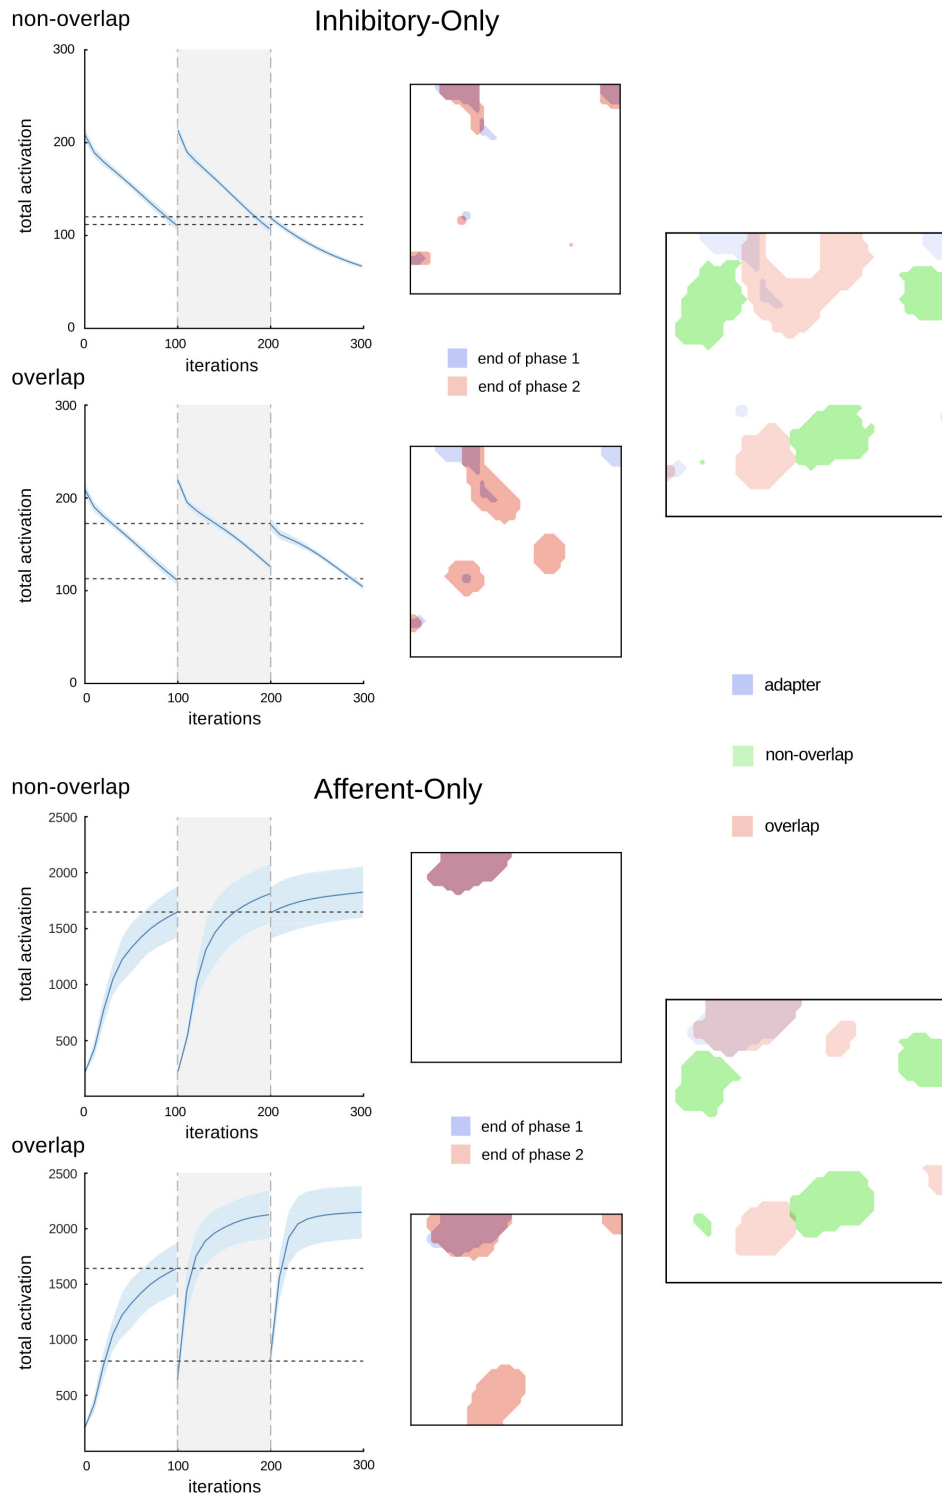 non-overlap
Inhibitory-Only
300
200
100
0
total activation
0
100
200
300
iterations
end of phase 1
end of phase 2
overlap
300
200
100
0
total activation
0
100
200
300
iterations
adapter
non-overlap
overlap
non-overlap
Afferent-Only
2500
2000
1500
1000
500
total activation
0
100
200
300
iterations
end of phase 1
end of phase 2
overlap
2500
2000
1500
1000
500
total activation
0
100
200
300
iterations